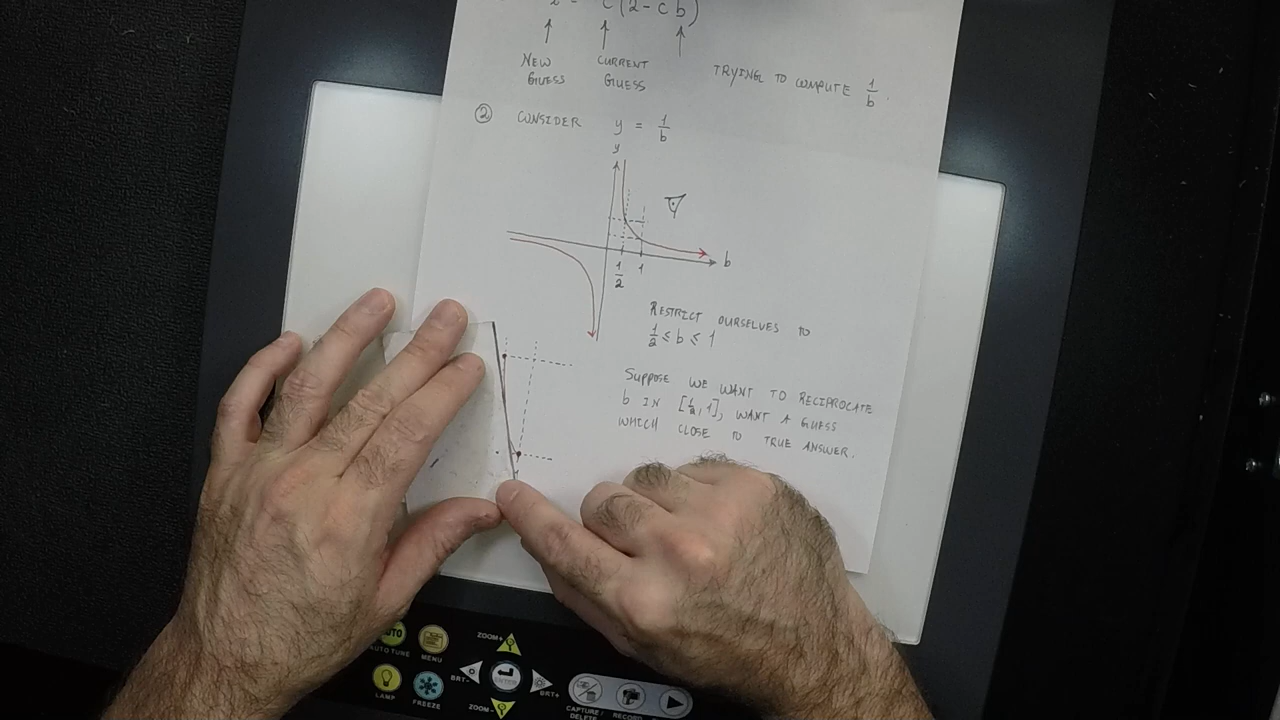 c (2 - c b)
NEW GUESS
CURRENT GUESS
TRYING TO COMPUTE 1/b.
② CONSIDER y = 1/b
y
b
1/2 1
RESTRICT OURSELVES TO
1/2 ≤ b ≤ 1
SUPPOSE WE WANT TO RECIPROCATE
b IN [1/2, 1], WANT A GUESS
WHICH CLOSE TO TRUE ANSWER.
AUTO TUNE
MENU
ZOOM+
BRT-
ENTER
BRT+
LAMP
FREEZE
ZOOM-
CAPTURE / DELETE
RECORD